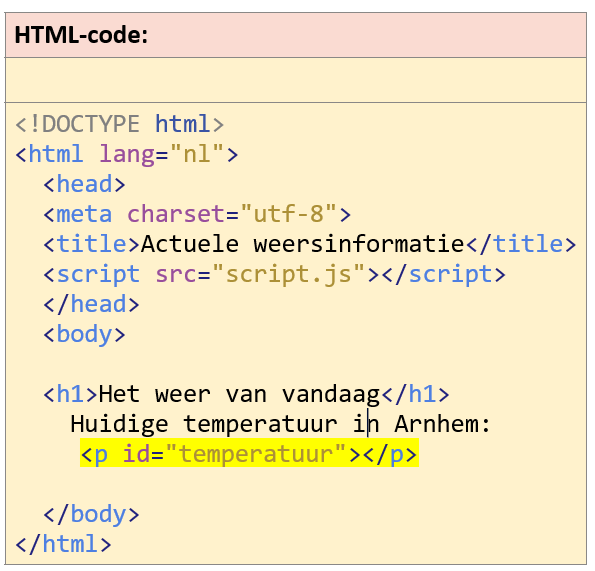 HTML-code:
<!DOCTYPE html>
<html lang="nl">
<head>
<meta charset="utf-8">
<title>Actuele weersinformatie</title>
<script src="script.js"></script>
</head>
<body>
<h1>Het weer van vandaag</h1>
Huidige temperatuur in Arnhem:
<p id="temperatuur"></p>
</body>
</html>